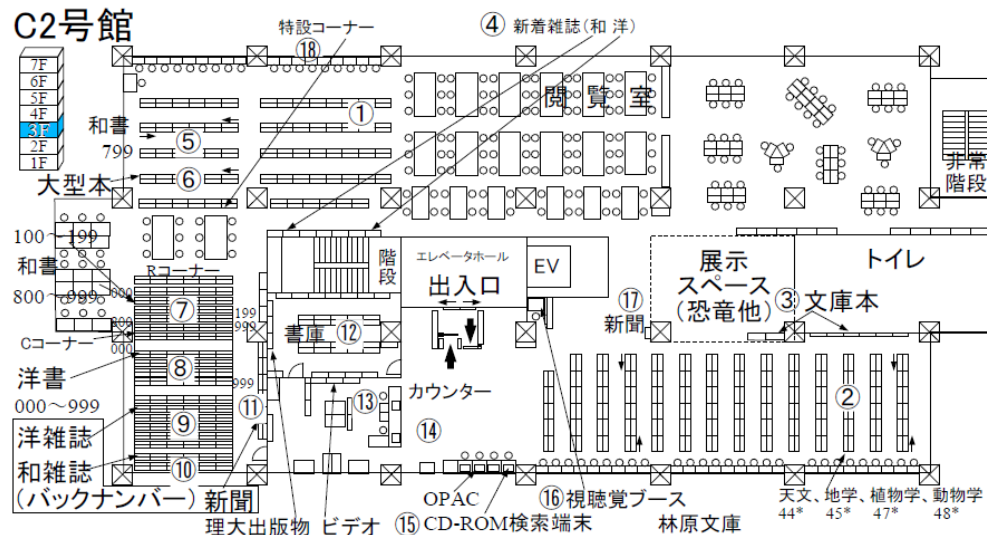 C2号館
7F
6F
5F
4F
3F
2F
1F
特設コーナー
⑱
④ 新着雑誌(和 洋)
①
閲 覧 室
和書
799
⑤
⑥
大型本
非常
階段
100~199
和書
800~999
Rコーナー
000
⑦
200
Cコーナー
000
199
999
階段
エレベータホール
出入口
EV
展示
スペース
(恐竜他)
トイレ
⑰
新聞
③ 文庫本
書庫
⑫
洋書
000~999
⑧
999
カウンター
②
洋雑誌
⑨
⑪
⑬
⑭
和雑誌
(バックナンバー)
⑩
新聞
理大出版物
ビデオ
OPAC
⑮ CD-ROM検索端末
⑯ 視聴覚ブース
林原文庫
天文、地学、植物学、動物学
44* 45* 47* 48*